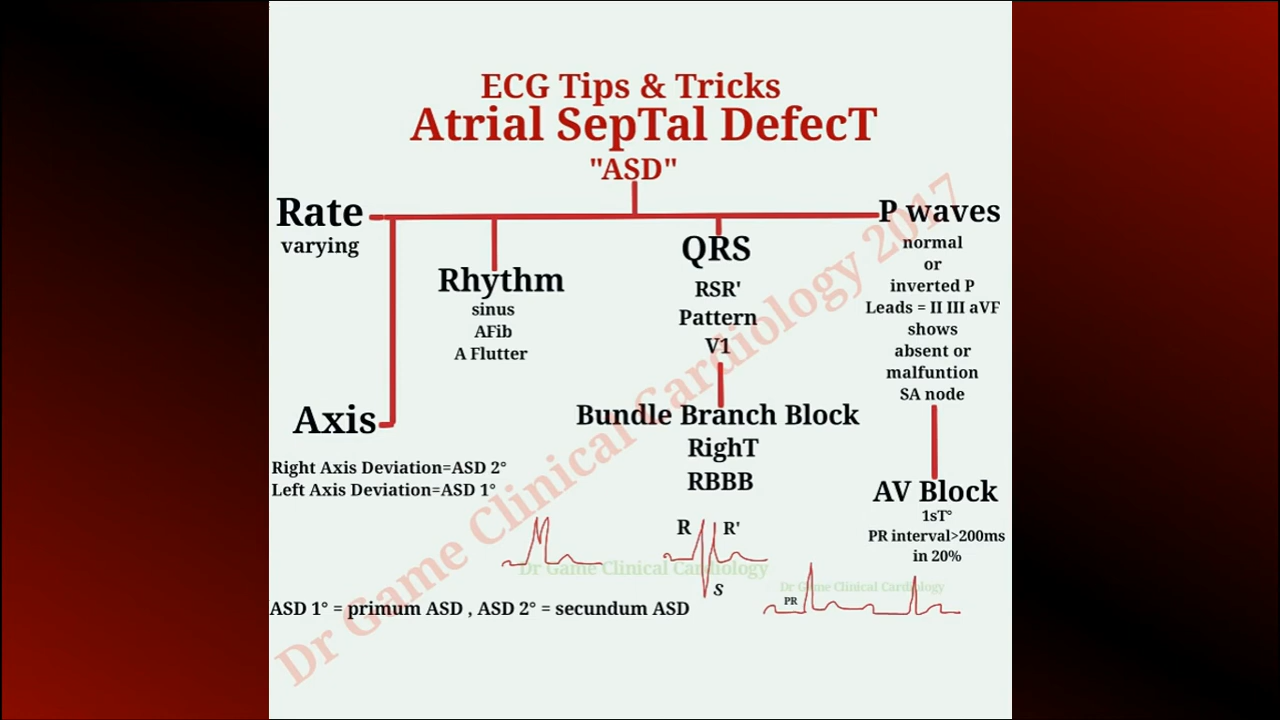 ECG Tips & Tricks
Atrial SepTal DefecT
"ASD"
Rate
varying
Rhythm
sinus
AFib
A Flutter
QRS
RSR'
Pattern
V1
Bundle Branch Block
RighT
RBBB
P waves
normal
or
inverted P
Leads = II III aVF
shows
absent or
malfuntion
SA node
AV Block
1sT°
PR interval>200ms
in 20%
Axis
Right Axis Deviation=ASD 2°
Left Axis Deviation=ASD 1°
R
R'
S
PR
ASD 1° = primum ASD , ASD 2° = secundum ASD
Dr Game Clinical Cardiology
Dr Game Clinical Cardiology
Dr Game Clinical Cardiology 2017